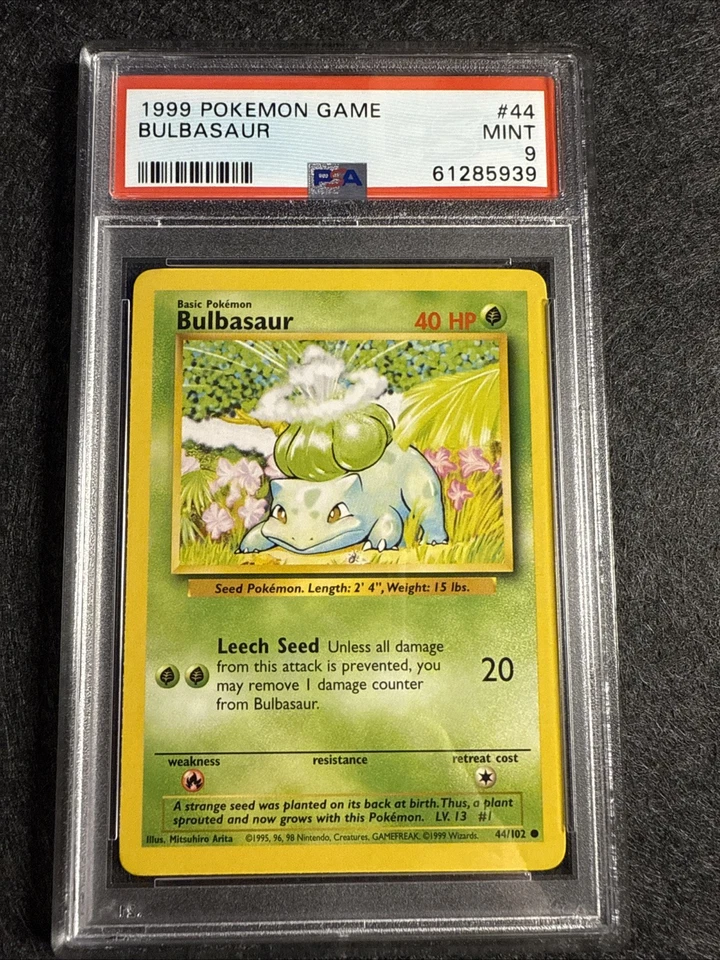 1999 POKEMON GAME #44
BULBASAUR MINT
9
61285939
PSA
Basic Pokémon
Bulbasaur 40 HP
Seed Pokémon. Length: 2' 4", Weight: 15 lbs.
Leech Seed Unless all damage
from this attack is prevented, you
may remove 1 damage counter
from Bulbasaur.
20
weakness resistance retreat cost
A strange seed was planted on its back at birth. Thus, a plant
sprouted and now grows with this Pokémon. LV. 13 #1
Illus. Mitsuhiro Arita ©1995, 96, 98 Nintendo, Creatures, GAMEFREAK. ©1999 Wizards. 44/102